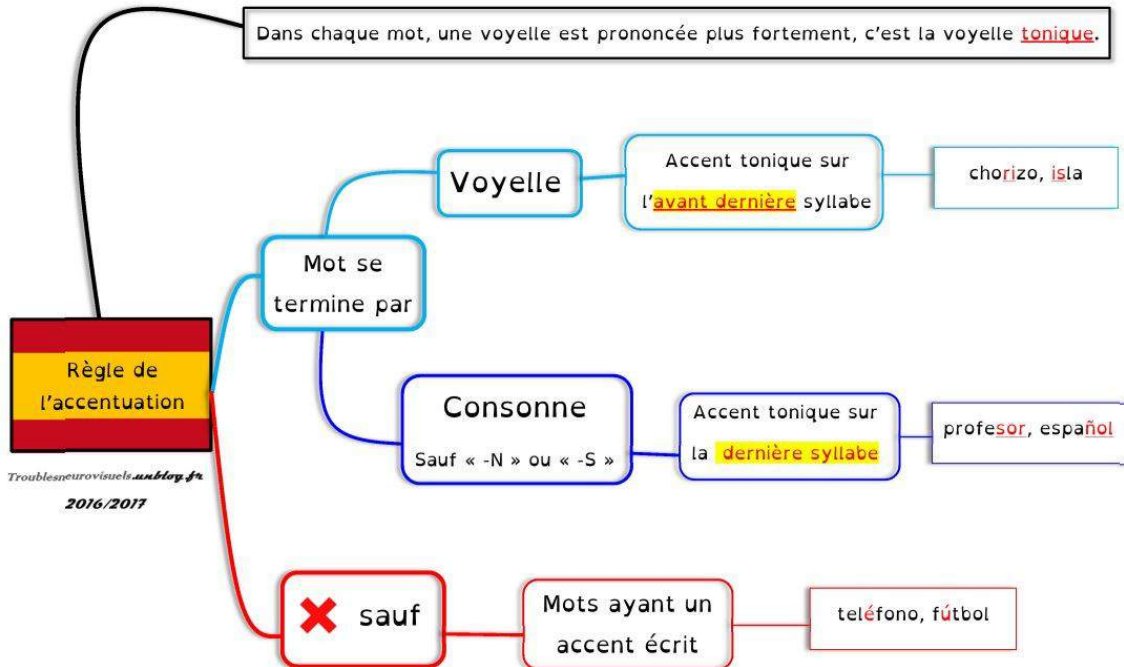 Dans chaque mot, une voyelle est prononcée plus fortement, c'est la voyelle tonique.
Voyelle
Accent tonique sur
l'avant dernière syllabe
chorizo, isla
Mot se
termine par
Règle de
l'accentuation
Consonne
Sauf « -N » ou « -S »
Accent tonique sur
la dernière syllabe
profesor, español
Troublesneurovisuels.unblog.fr
2016/2017
sauf
Mots ayant un
accent écrit
teléfono, fútbol